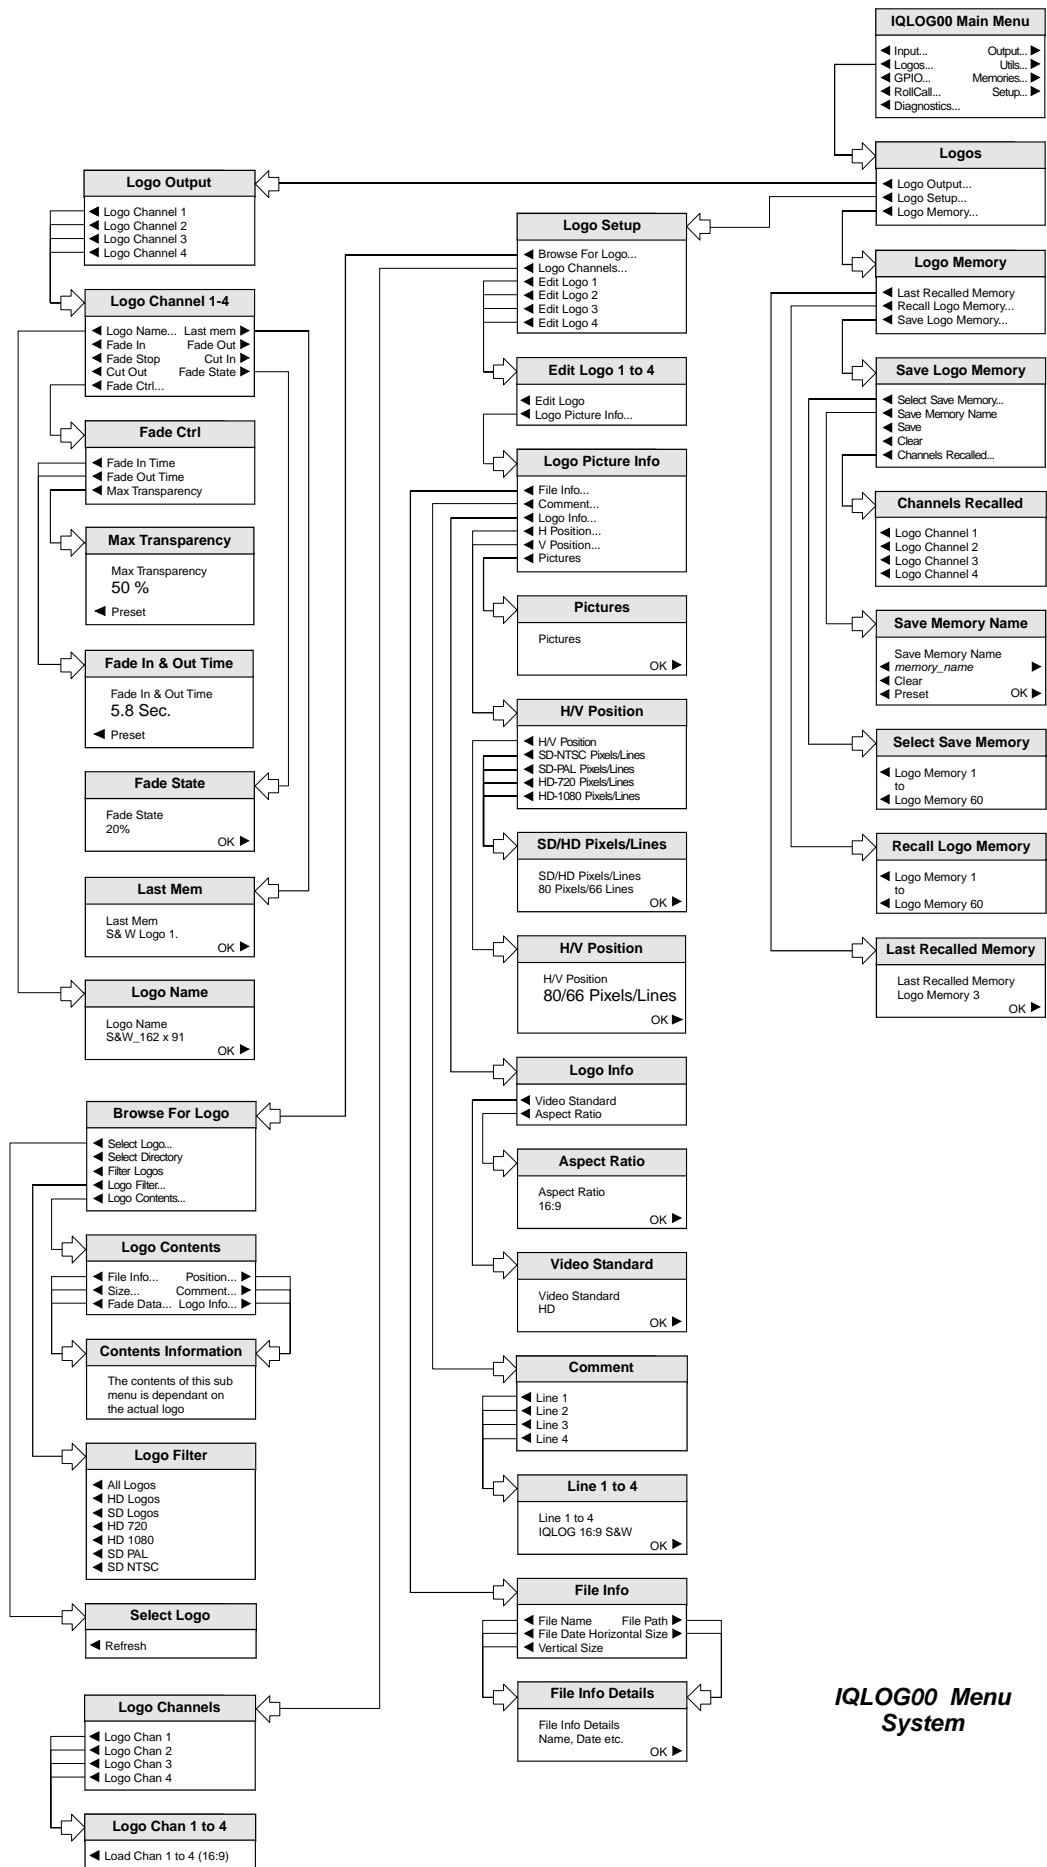 IQLOG00 Main Menu
Input... Output...
Logos... Utils...
GPIO... Memories...
RollCall... Setup...
Diagnostics...
Logos
Logo Output...
Logo Setup...
Logo Memory...
Logo Output
Logo Channel 1
Logo Channel 2
Logo Channel 3
Logo Channel 4
Logo Channel 1-4
Logo Name... Last mem
Fade In Fade Out
Fade Stop Cut In
Cut Out Fade State
Fade Ctrl...
Fade Ctrl
Fade In Time
Fade Out Time
Max Transparency
Max Transparency
Max Transparency
50 %
Preset
Fade In & Out Time
Fade In & Out Time
5.8 Sec.
Preset
Fade State
Fade State
20%
OK
Last Mem
Last Mem
S& W Logo 1.
OK
Logo Name
Logo Name
S&W_162 x 91
OK
Browse For Logo
Select Logo...
Select Directory
Filter Logos
Logo Filter...
Logo Contents...
Logo Contents
File Info... Position...
Size... Comment...
Fade Data... Logo Info...
Contents Information
The contents of this sub
menu is dependant on
the actual logo
Logo Filter
All Logos
HD Logos
SD Logos
HD 720
HD 1080
SD PAL
SD NTSC
Select Logo
Refresh
Logo Channels
Logo Chan 1
Logo Chan 2
Logo Chan 3
Logo Chan 4
Logo Chan 1 to 4
Load Chan 1 to 4 (16:9)
Logo Setup
Browse For Logo...
Logo Channels...
Edit Logo 1
Edit Logo 2
Edit Logo 3
Edit Logo 4
Edit Logo 1 to 4
Edit Logo
Logo Picture Info...
Logo Picture Info
File Info...
Comment...
Logo Info...
H Position...
V Position...
Pictures
Pictures
Pictures
OK
H/V Position
H/V Position
SD-NTSC Pixels/Lines
SD-PAL Pixels/Lines
HD-720 Pixels/Lines
HD-1080 Pixels/Lines
SD/HD Pixels/Lines
SD/HD Pixels/Lines
80 Pixels/66 Lines
OK
H/V Position
H/V Position
80/66 Pixels/Lines
OK
Logo Info
Video Standard
Aspect Ratio
Aspect Ratio
Aspect Ratio
16:9
OK
Video Standard
Video Standard
HD
OK
Comment
Line 1
Line 2
Line 3
Line 4
Line 1 to 4
Line 1 to 4
IQLOG 16:9 S&W
OK
File Info
File Name File Path
File Date Horizontal Size
Vertical Size
File Info Details
File Info Details
Name, Date etc.
OK
Logo Memory
Last Recalled Memory
Recall Logo Memory...
Save Logo Memory...
Save Logo Memory
Select Save Memory...
Save Memory Name
Save
Clear
Channels Recalled...
Channels Recalled
Logo Channel 1
Logo Channel 2
Logo Channel 3
Logo Channel 4
Save Memory Name
Save Memory Name
memory_name
Clear
Preset OK
Select Save Memory
Logo Memory 1
to
Logo Memory 60
Recall Logo Memory
Logo Memory 1
to
Logo Memory 60
Last Recalled Memory
Last Recalled Memory
Logo Memory 3
OK
IQLOG00 Menu
System